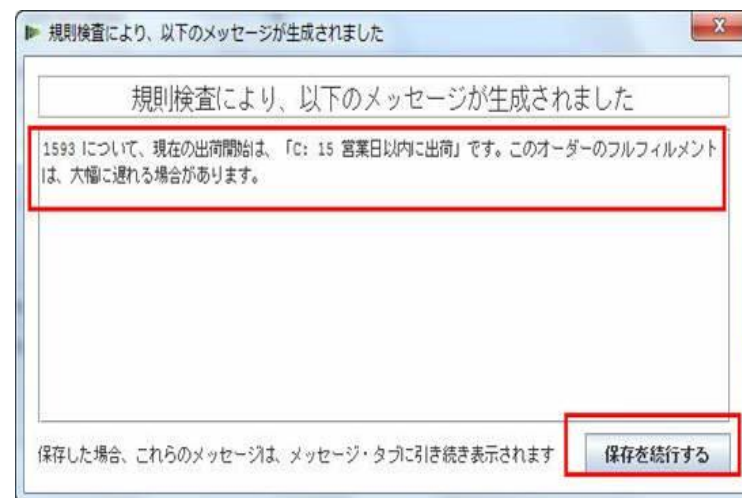 規則検査により、以下のメッセージが生成されました
規則検査により、以下のメッセージが生成されました
1593 について、現在の出荷開始は、「C: 15 営業日以内に出荷」です。このオーダーのフルフィルメント
は、大幅に遅れる場合があります。
保存した場合、これらのメッセージは、メッセージ・タブに引き続き表示されます
保存を続行する